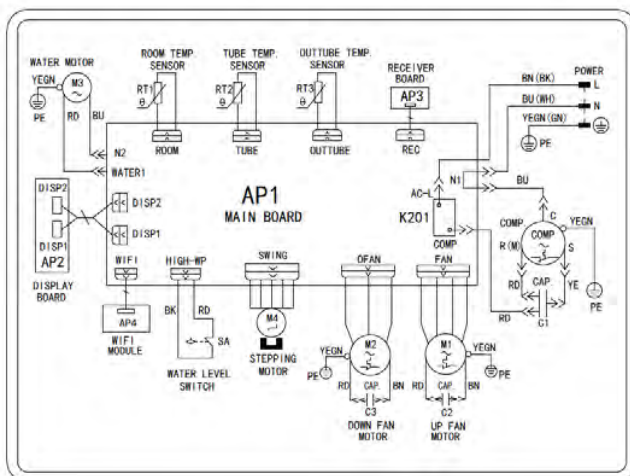 ROOM TEMP.
SENSOR
TUBE TEMP.
SENSOR
OUTTUBE TEMP.
SENSOR
WATER MOTOR
RECEIVER
BOARD
POWER
YEGN
M3
PE
RD
BU
RT1
θ
RT2
θ
RT3
θ
AP3
BN(BK)
L
BU(WH)
N
YEGN(GN)
PE
ROOM
TUBE
OUTTUBE
REC
N2
WATER1
AP1
MAIN BOARD
AC-L
K201
COMP
N1
BU
C
YEGN
COMP
COMP
R(M)
S
RD
CAP.
YE
C1
RD
PE
DISP2
DISP1
AP2
DISP2
DISP1
DISPLAY
BOARD
WIFI
HIGH-WP
SWING
OFAN
FAN
AP4
WIFI
MODULE
BK
RD
SA
WATER LEVEL
SWITCH
M4
STEPPING
MOTOR
YEGN
PE
M2
RD
CAP.
BN
C3
DOWN FAN
MOTOR
M1
YEGN
PE
RD
CAP.
BN
C2
UP FAN
MOTOR